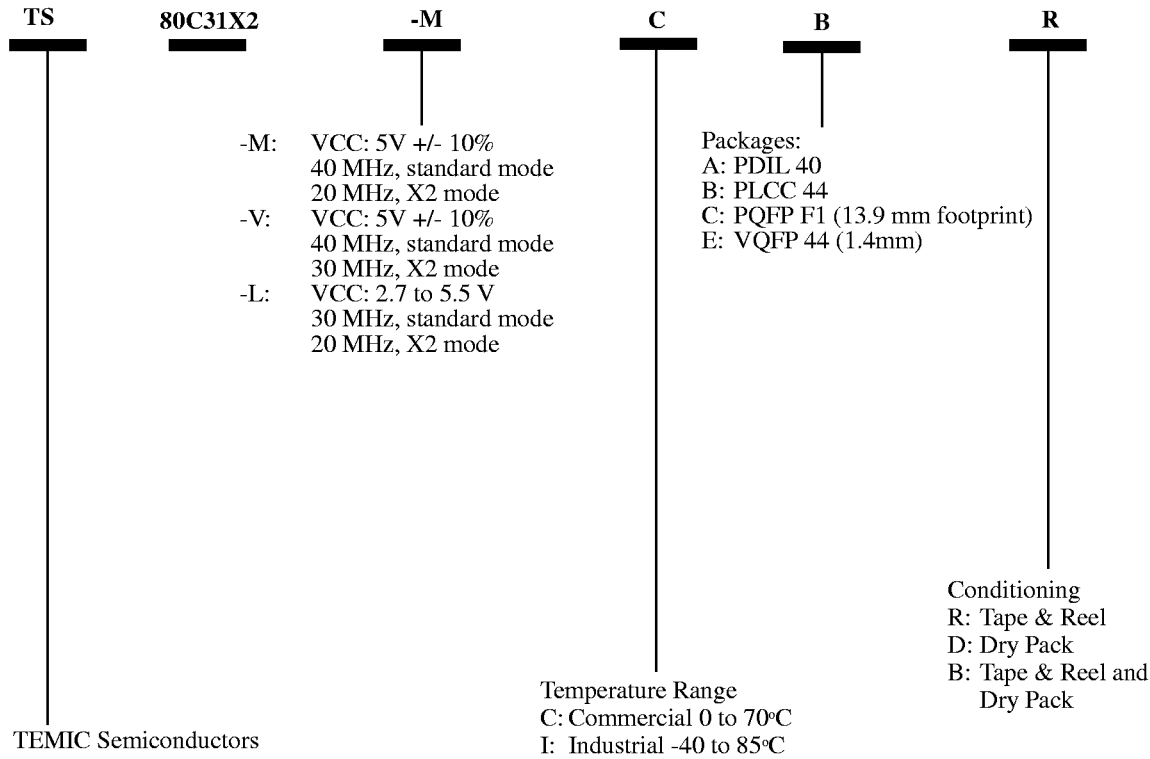 TS 80C31X2 -M C B R
-M: VCC: 5V +/- 10%
40 MHz, standard mode
20 MHz, X2 mode
-V: VCC: 5V +/- 10%
40 MHz, standard mode
30 MHz, X2 mode
-L: VCC: 2.7 to 5.5 V
30 MHz, standard mode
20 MHz, X2 mode
Packages:
A: PDIL 40
B: PLCC 44
C: PQFP F1 (13.9 mm footprint)
E: VQFP 44 (1.4mm)
Conditioning
R: Tape & Reel
D: Dry Pack
B: Tape & Reel and
Dry Pack
Temperature Range
C: Commercial 0 to 70°C
I: Industrial -40 to 85°C
TEMIC Semiconductors